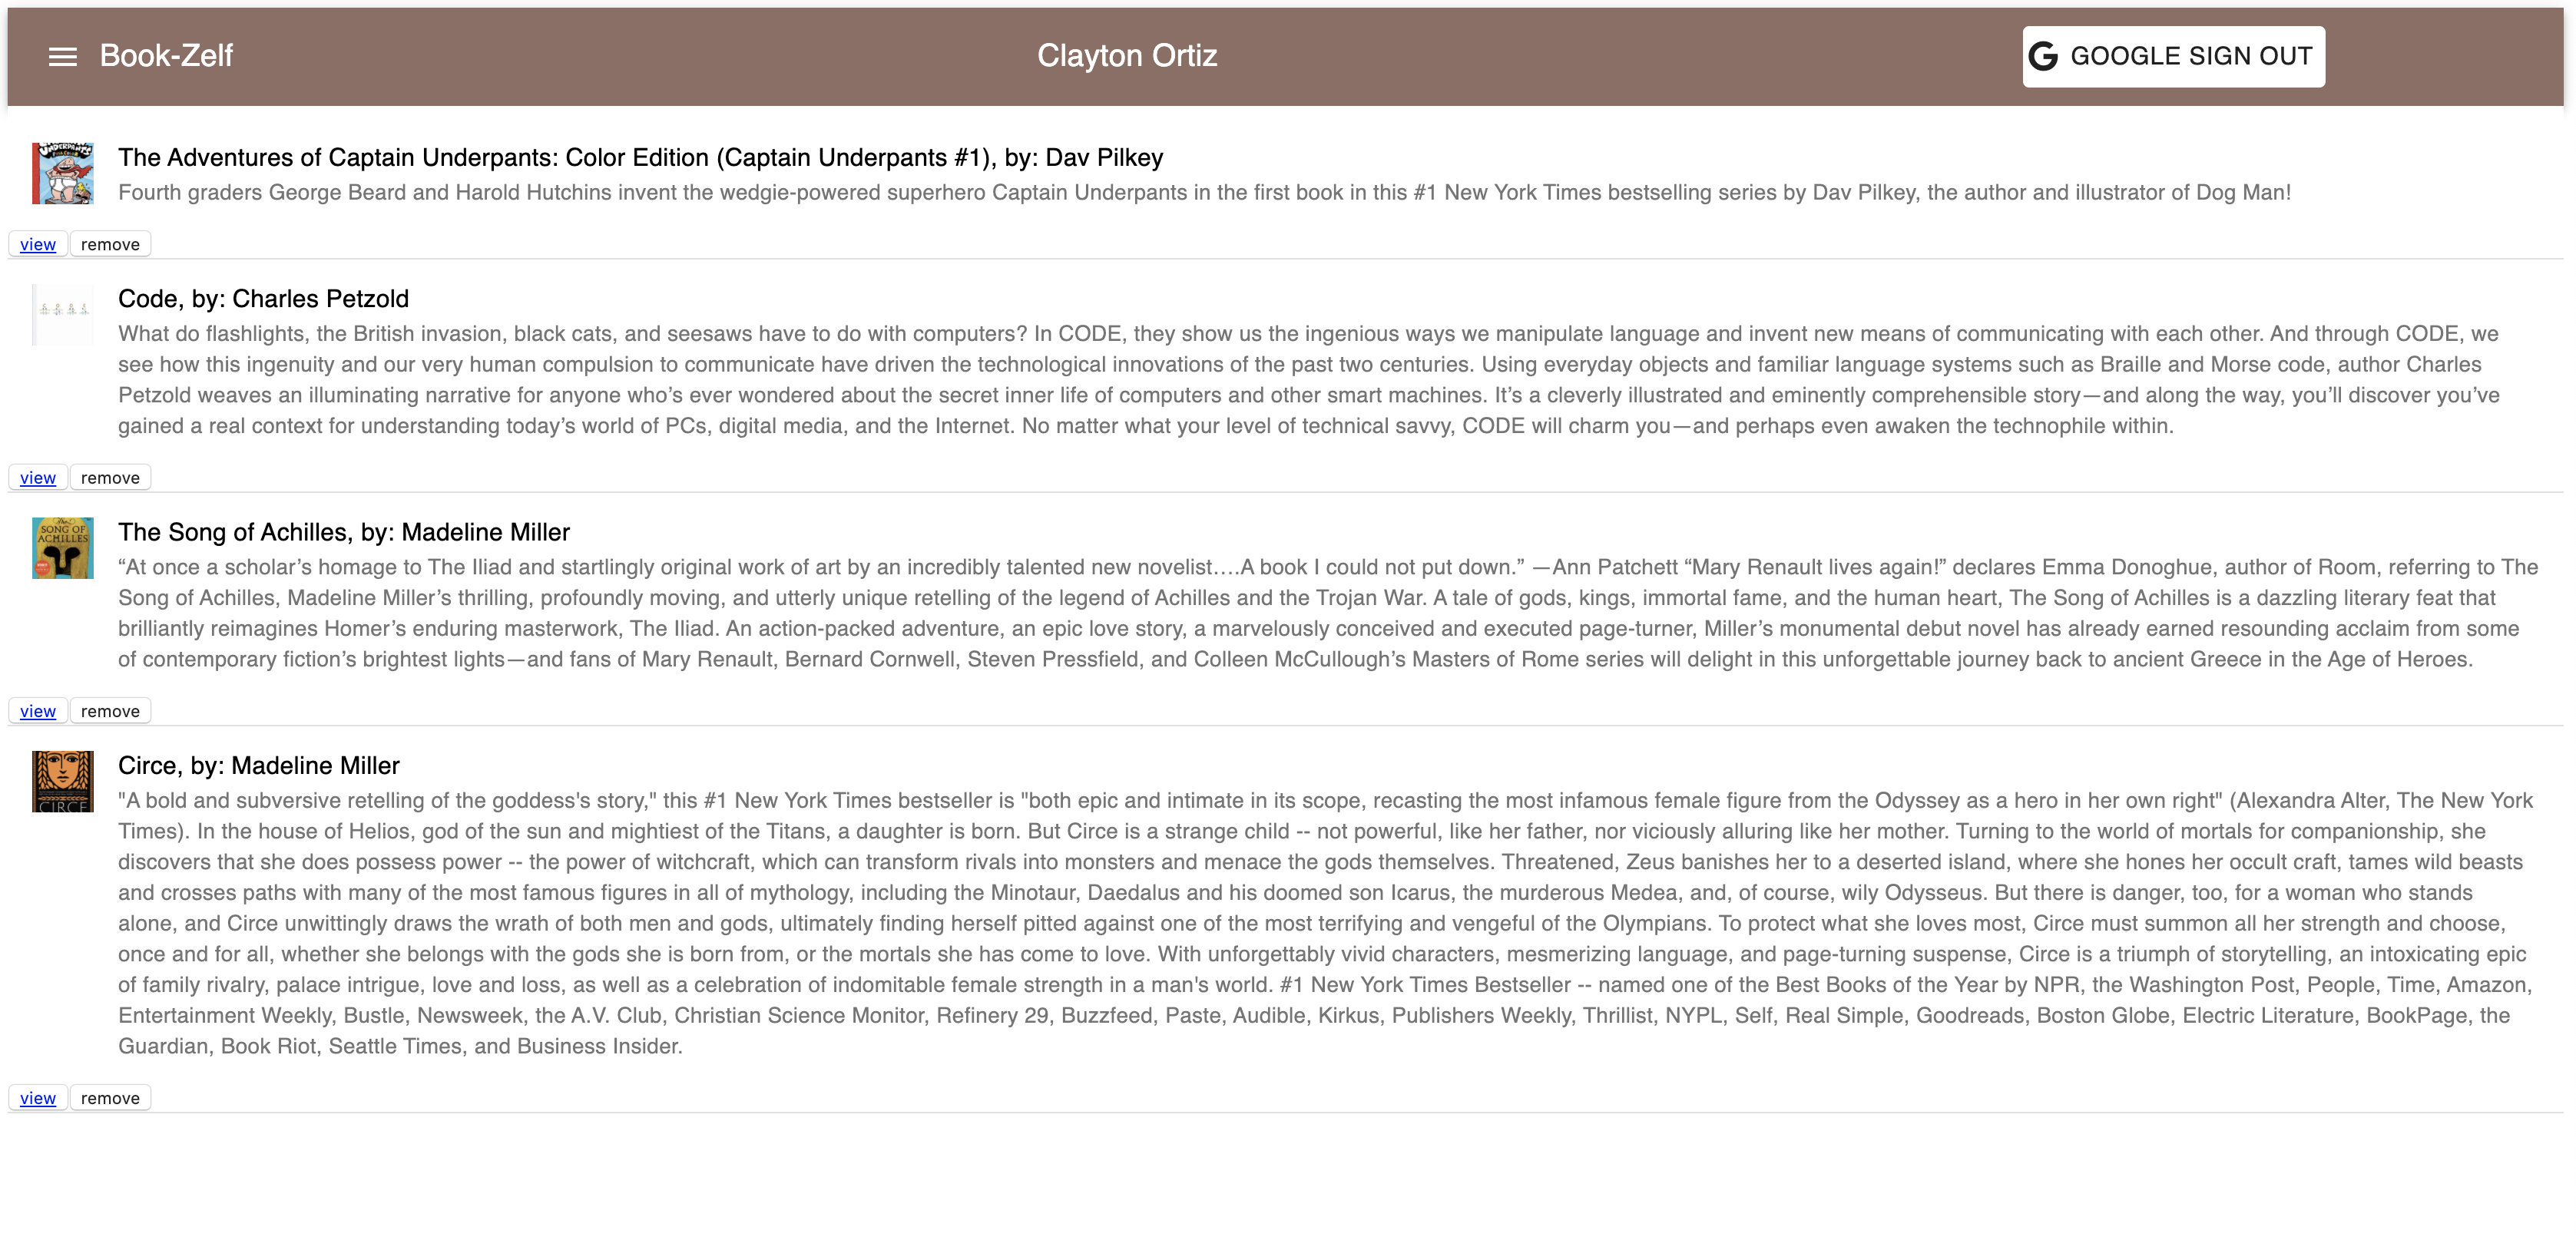 Book-Zelf
Clayton Ortiz
GOOGLE SIGN OUT
UNDERPANTS
The Adventures of Captain Underpants: Color Edition (Captain Underpants #1), by: Dav Pilkey
Fourth graders George Beard and Harold Hutchins invent the wedgie-powered superhero Captain Underpants in the first book in this #1 New York Times bestselling series by Dav Pilkey, the author and illustrator of Dog Man!
view remove
Code, by: Charles Petzold
What do flashlights, the British invasion, black cats, and seesaws have to do with computers? In CODE, they show us the ingenious ways we manipulate language and invent new means of communicating with each other. And through CODE, we
see how this ingenuity and our very human compulsion to communicate have driven the technological innovations of the past two centuries. Using everyday objects and familiar language systems such as Braille and Morse code, author Charles
Petzold weaves an illuminating narrative for anyone who’s ever wondered about the secret inner life of computers and other smart machines. It’s a cleverly illustrated and eminently comprehensible story—and along the way, you’ll discover you’ve
gained a real context for understanding today’s world of PCs, digital media, and the Internet. No matter what your level of technical savvy, CODE will charm you—and perhaps even awaken the technophile within.
view remove
The
SONG OF
ACHILLES
The Song of Achilles, by: Madeline Miller
“At once a scholar’s homage to The Iliad and startlingly original work of art by an incredibly talented new novelist….A book I could not put down.” —Ann Patchett “Mary Renault lives again!” declares Emma Donoghue, author of Room, referring to The
Song of Achilles, Madeline Miller’s thrilling, profoundly moving, and utterly unique retelling of the legend of Achilles and the Trojan War. A tale of gods, kings, immortal fame, and the human heart, The Song of Achilles is a dazzling literary feat that
brilliantly reimagines Homer’s enduring masterwork, The Iliad. An action-packed adventure, an epic love story, a marvelously conceived and executed page-turner, Miller’s monumental debut novel has already earned resounding acclaim from some
of contemporary fiction’s brightest lights—and fans of Mary Renault, Bernard Cornwell, Steven Pressfield, and Colleen McCullough’s Masters of Rome series will delight in this unforgettable journey back to ancient Greece in the Age of Heroes.
view remove
CIRCE
Circe, by: Madeline Miller
"A bold and subversive retelling of the goddess's story," this #1 New York Times bestseller is "both epic and intimate in its scope, recasting the most infamous female figure from the Odyssey as a hero in her own right" (Alexandra Alter, The New York
Times). In the house of Helios, god of the sun and mightiest of the Titans, a daughter is born. But Circe is a strange child -- not powerful, like her father, nor viciously alluring like her mother. Turning to the world of mortals for companionship, she
discovers that she does possess power -- the power of witchcraft, which can transform rivals into monsters and menace the gods themselves. Threatened, Zeus banishes her to a deserted island, where she hones her occult craft, tames wild beasts
and crosses paths with many of the most famous figures in all of mythology, including the Minotaur, Daedalus and his doomed son Icarus, the murderous Medea, and, of course, wily Odysseus. But there is danger, too, for a woman who stands
alone, and Circe unwittingly draws the wrath of both men and gods, ultimately finding herself pitted against one of the most terrifying and vengeful of the Olympians. To protect what she loves most, Circe must summon all her strength and choose,
once and for all, whether she belongs with the gods she is born from, or the mortals she has come to love. With unforgettably vivid characters, mesmerizing language, and page-turning suspense, Circe is a triumph of storytelling, an intoxicating epic
of family rivalry, palace intrigue, love and loss, as well as a celebration of indomitable female strength in a man's world. #1 New York Times Bestseller -- named one of the Best Books of the Year by NPR, the Washington Post, People, Time, Amazon,
Entertainment Weekly, Bustle, Newsweek, the A.V. Club, Christian Science Monitor, Refinery 29, Buzzfeed, Paste, Audible, Kirkus, Publishers Weekly, Thrillist, NYPL, Self, Real Simple, Goodreads, Boston Globe, Electric Literature, BookPage, the
Guardian, Book Riot, Seattle Times, and Business Insider.
view remove